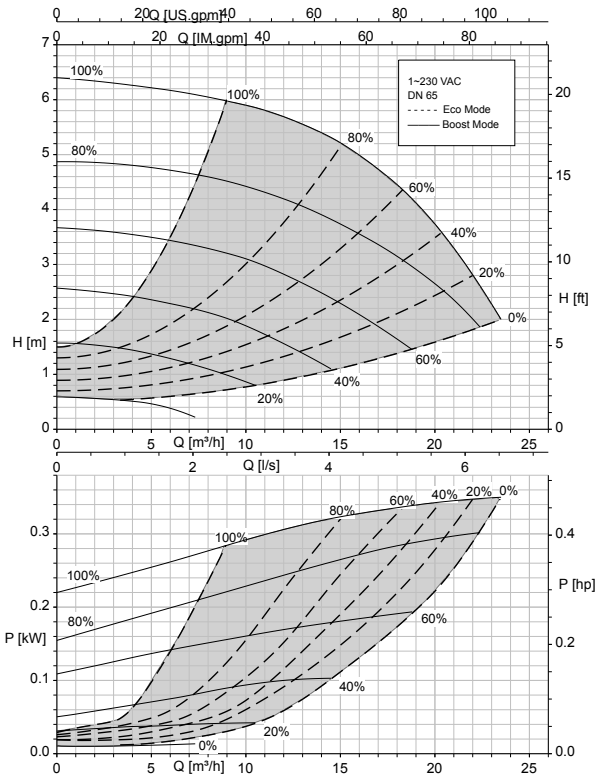 0 20 40 60 80 100
Q [US.gpm]
0 20 40 60 80
Q [IM.gpm]
7
6
5
4
3
2
1
0
H [m]
20
15
10
5
0
H [ft]
1~230 VAC
DN 65
Eco Mode
Boost Mode
100%
100%
80%
80%
60%
40%
20%
0%
60%
40%
20%
0 5 10 15 20 25
Q [m³/h]
0 2 4 6
Q [l/s]
0.3
0.2
0.1
0.0
P [kW]
0.4
0.2
0.0
P [hp]
100%
80%
100%
80%
60%
40%
20%
0%
60%
40%
20%
0%
0 5 10 15 20 25
Q [m³/h]